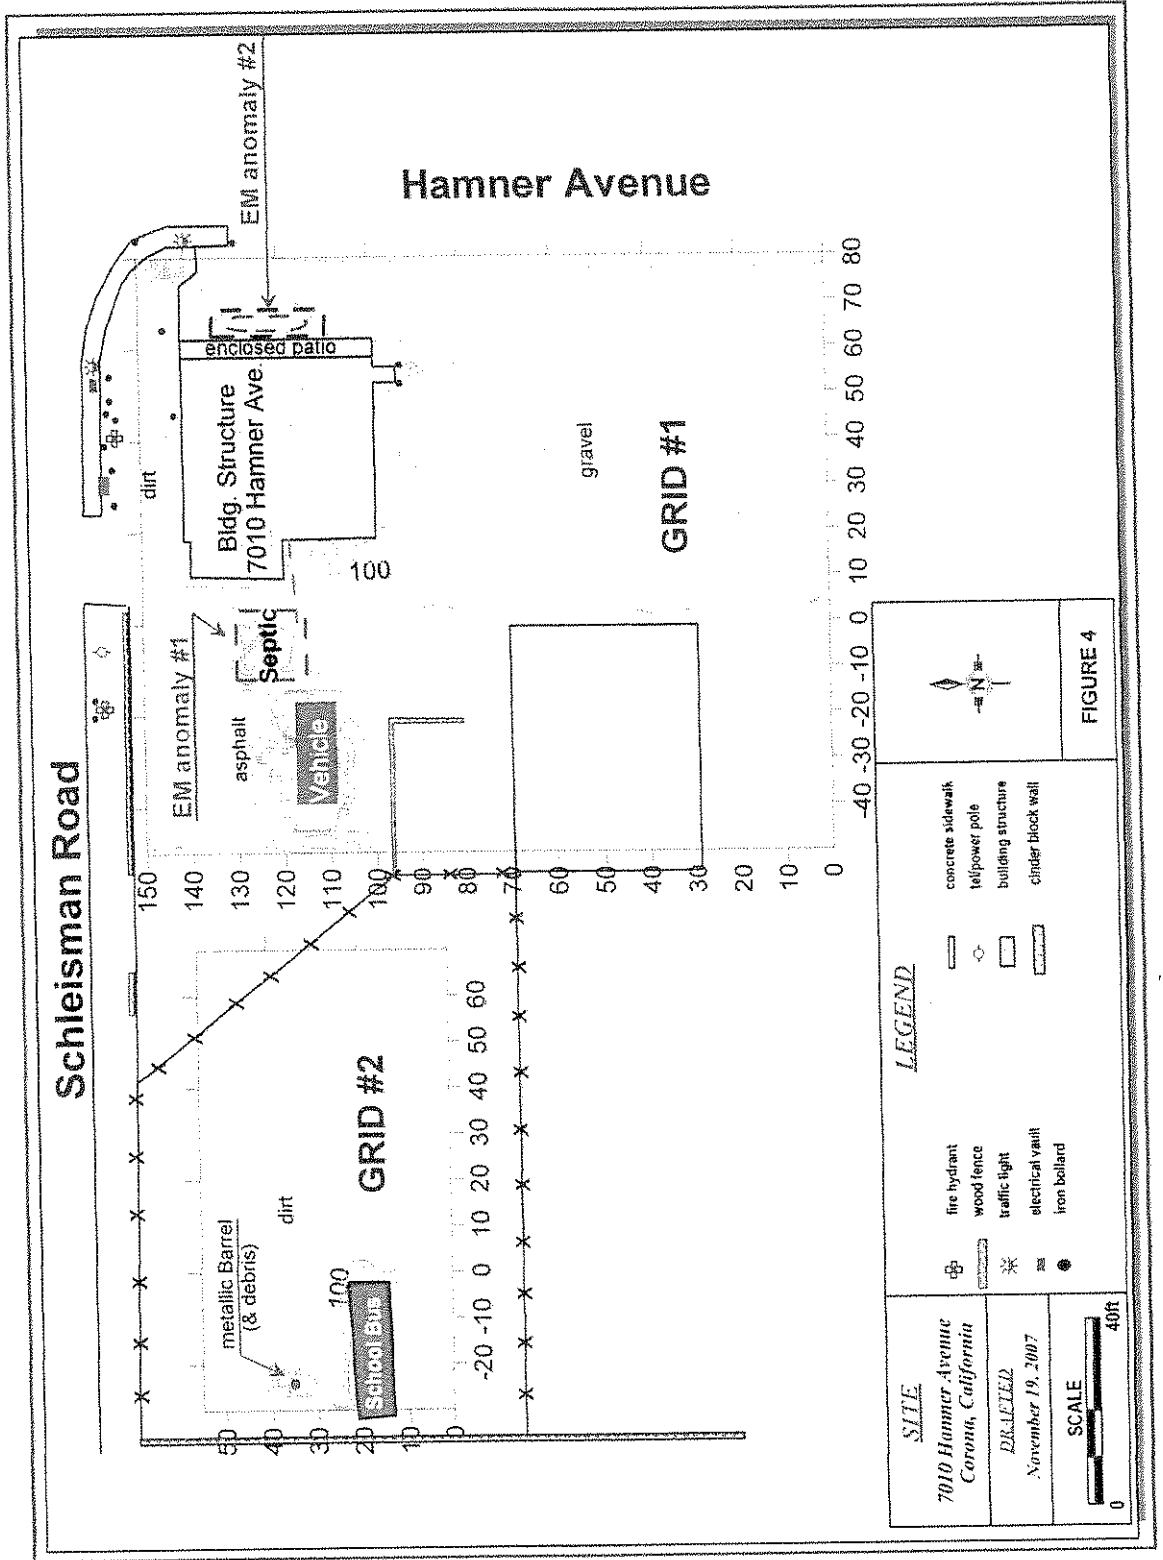 Schleisman Road
Hamner Avenue
EM anomaly #1
EM anomaly #2
dirt
asphalt
Septic
Vehicle
Bldg. Structure
7010 Hamner Ave.
enclosed patio
100
gravel
GRID #1
150
140
130
120
110
100
90
80
70
60
50
40
30
20
10
0
-40 -30 -20 -10 0 10 20 30 40 50 60 70 80
metallic Barrel
(& debris)
dirt
100
School Bus
GRID #2
50
40
30
20
10
0
-20 -10 0 10 20 30 40 50 60
SITE
7010 Hamner Avenue
Corona, California
DRAFTED
November 19, 2007
SCALE
0 40ft
LEGEND
fire hydrant
wood fence
traffic light
electrical vault
iron bollard
concrete sidewalk
tel/power pole
building structure
cinder block wall
N
FIGURE 4